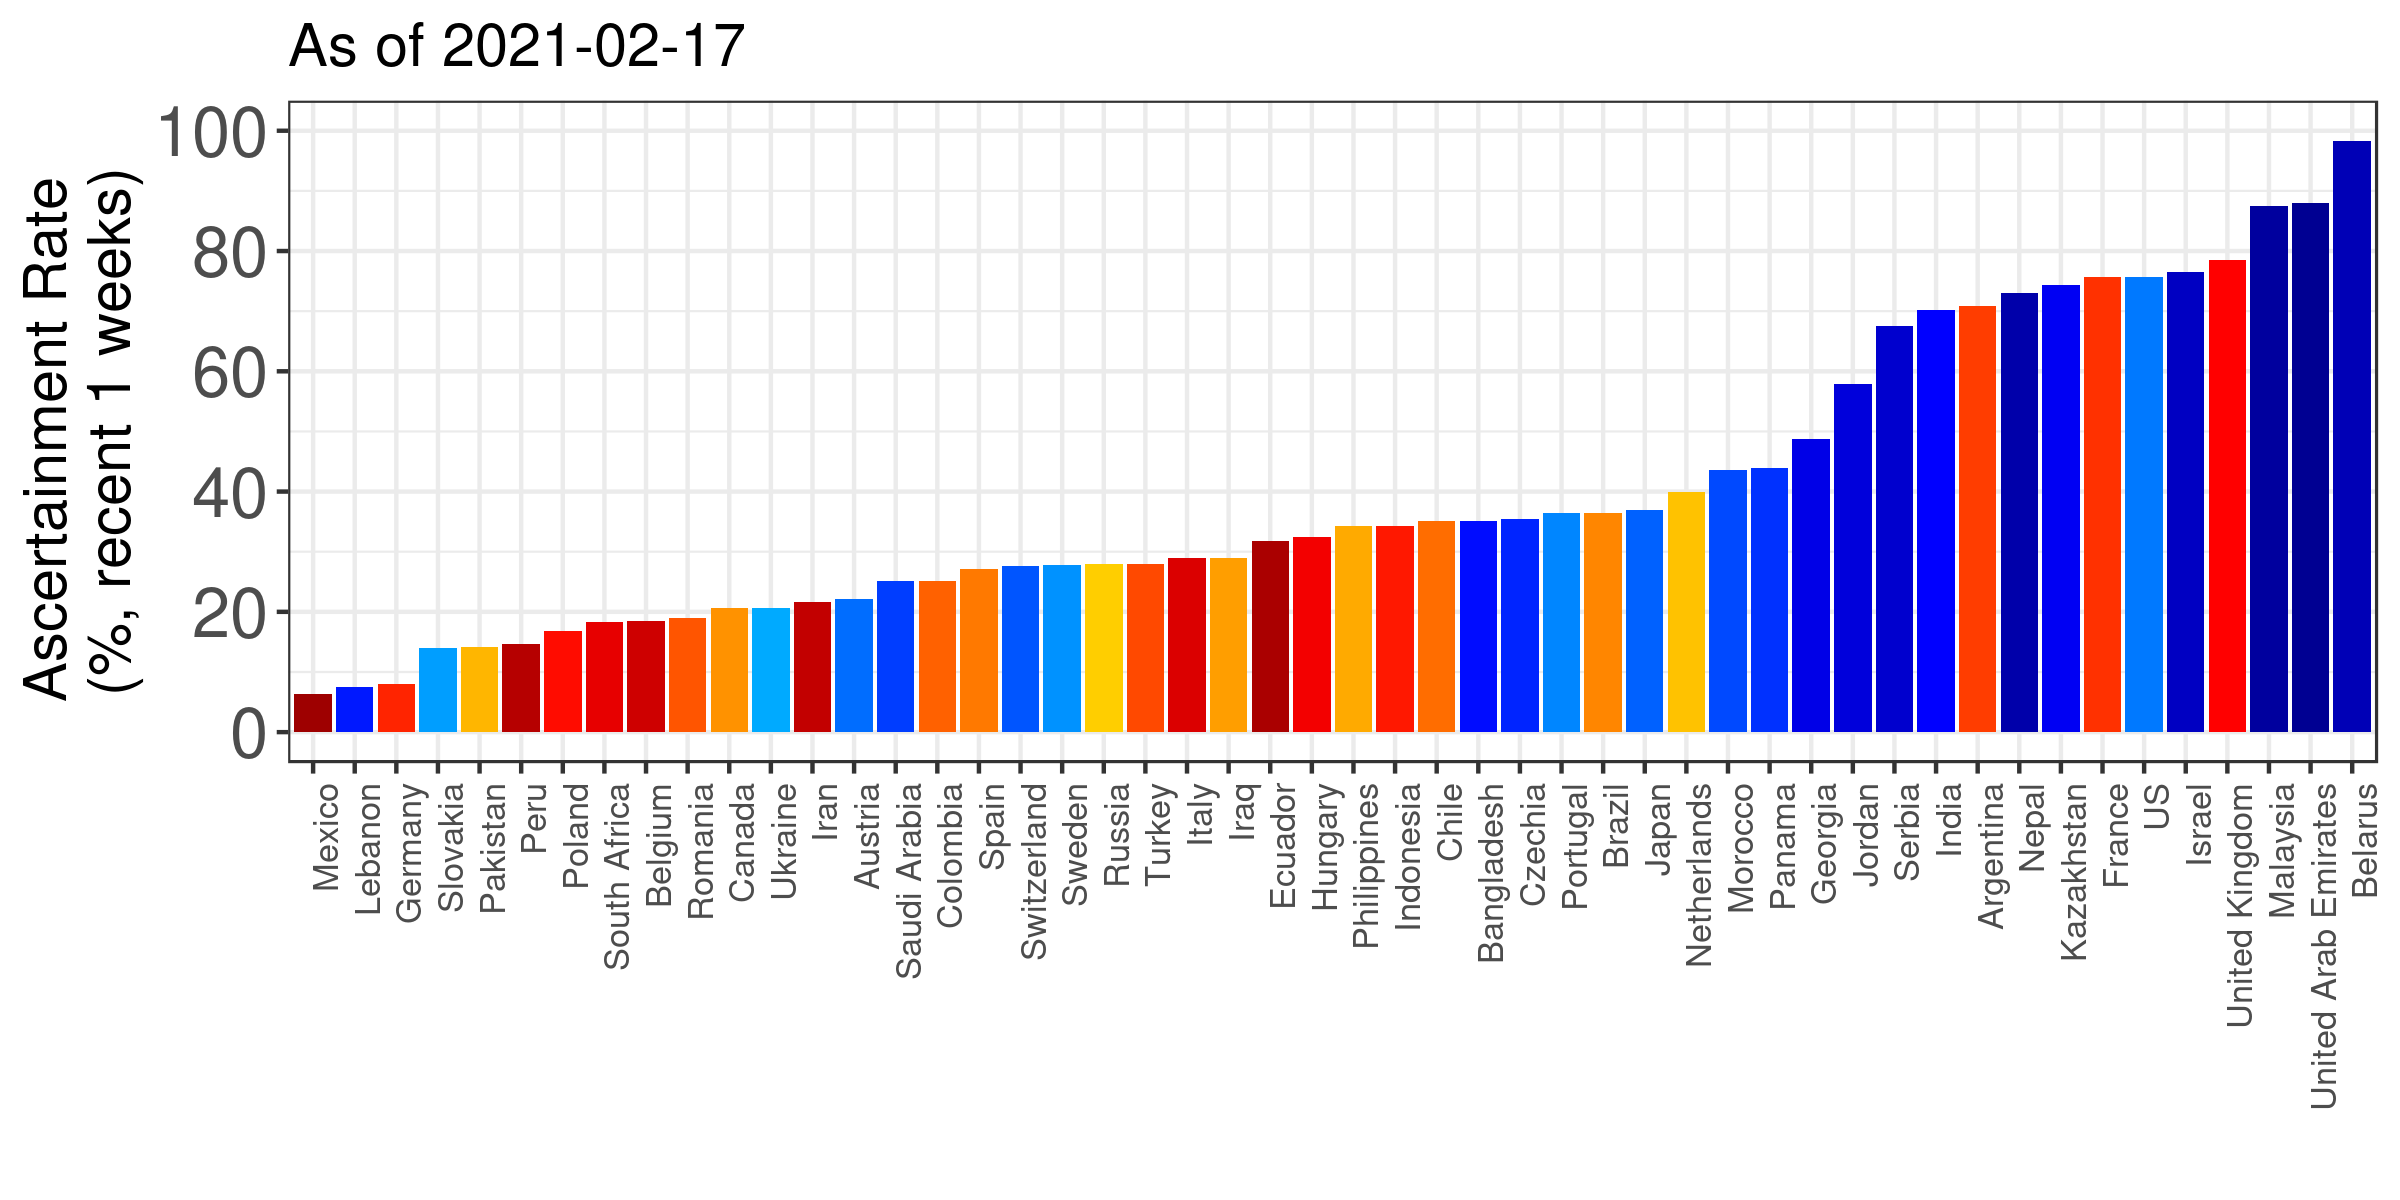 As of 2021-02-17
Ascertainment Rate
(%, recent 1 weeks)
100
80
60
40
20
0
Mexico
Lebanon
Germany
Slovakia
Pakistan
Peru
Poland
South Africa
Belgium
Romania
Canada
Ukraine
Iran
Austria
Saudi Arabia
Colombia
Spain
Switzerland
Sweden
Russia
Turkey
Italy
Iraq
Ecuador
Hungary
Philippines
Indonesia
Chile
Bangladesh
Czechia
Portugal
Brazil
Japan
Netherlands
Morocco
Panama
Georgia
Jordan
Serbia
India
Argentina
Nepal
Kazakhstan
France
US
Israel
United Kingdom
Malaysia
United Arab Emirates
Belarus